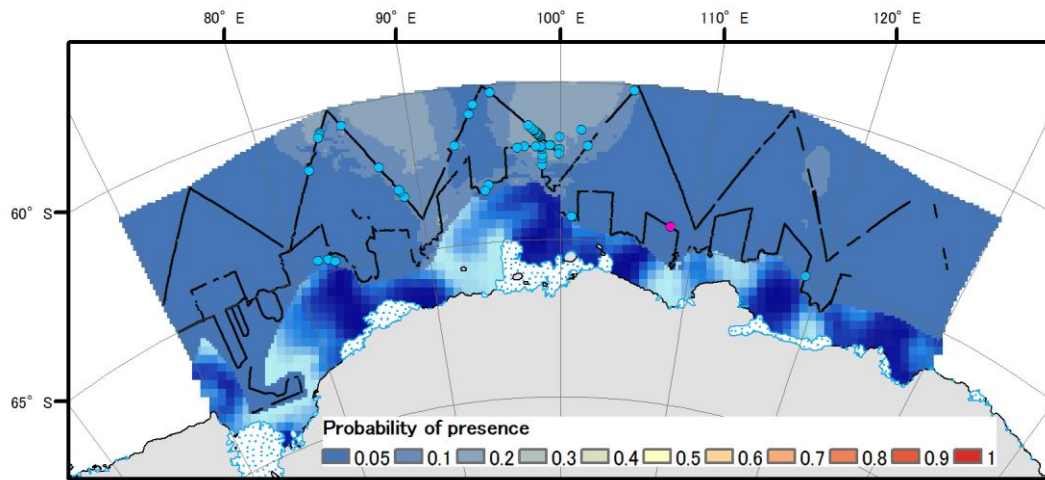 80° E 90° E 100° E 110° E 120° E
60° S
65° S
Probability of presence
0.05 0.1 0.2 0.3 0.4 0.5 0.6 0.7 0.8 0.9 1